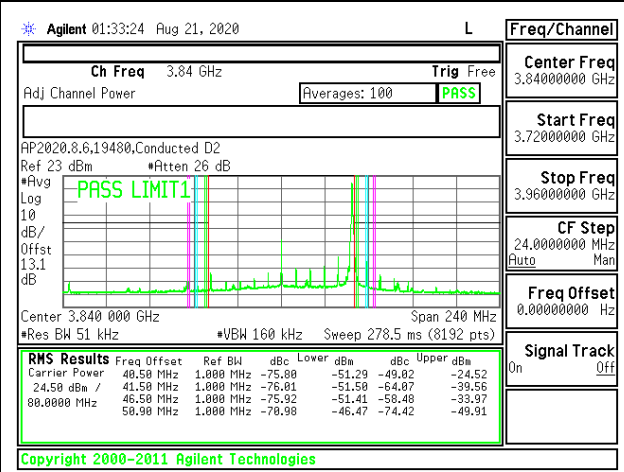 Agilent 01:33:24 Aug 21, 2020 L
Freq/Channel
Ch Freq 3.84 GHz Trig Free
Adj Channel Power Averages: 100 PASS
AP2020.8.6,19480,Conducted D2
Ref 23 dBm #Atten 26 dB
#Avg
Log
10
dB/
Offst
13.1
dB
PASS LIMIT1
Center 3.840 000 GHz Span 240 MHz
#Res BW 51 kHz #VBW 160 kHz Sweep 278.5 ms (8192 pts)
RMS Results Freq Offset Ref BW dBc Lower dBm dBc Upper dBm
Carrier Power 40.50 MHz 1.000 MHz -75.80 -51.29 -49.02 -24.52
24.50 dBm / 41.50 MHz 1.000 MHz -76.01 -51.50 -64.07 -39.56
80.0000 MHz 46.50 MHz 1.000 MHz -75.92 -51.41 -58.48 -33.97
50.90 MHz 1.000 MHz -70.98 -46.47 -74.42 -49.91
Copyright 2000-2011 Agilent Technologies
Center Freq
3.84000000 GHz
Start Freq
3.72000000 GHz
Stop Freq
3.96000000 GHz
CF Step
24.0000000 MHz
Auto Man
Freq Offset
0.00000000 Hz
Signal Track
On Off